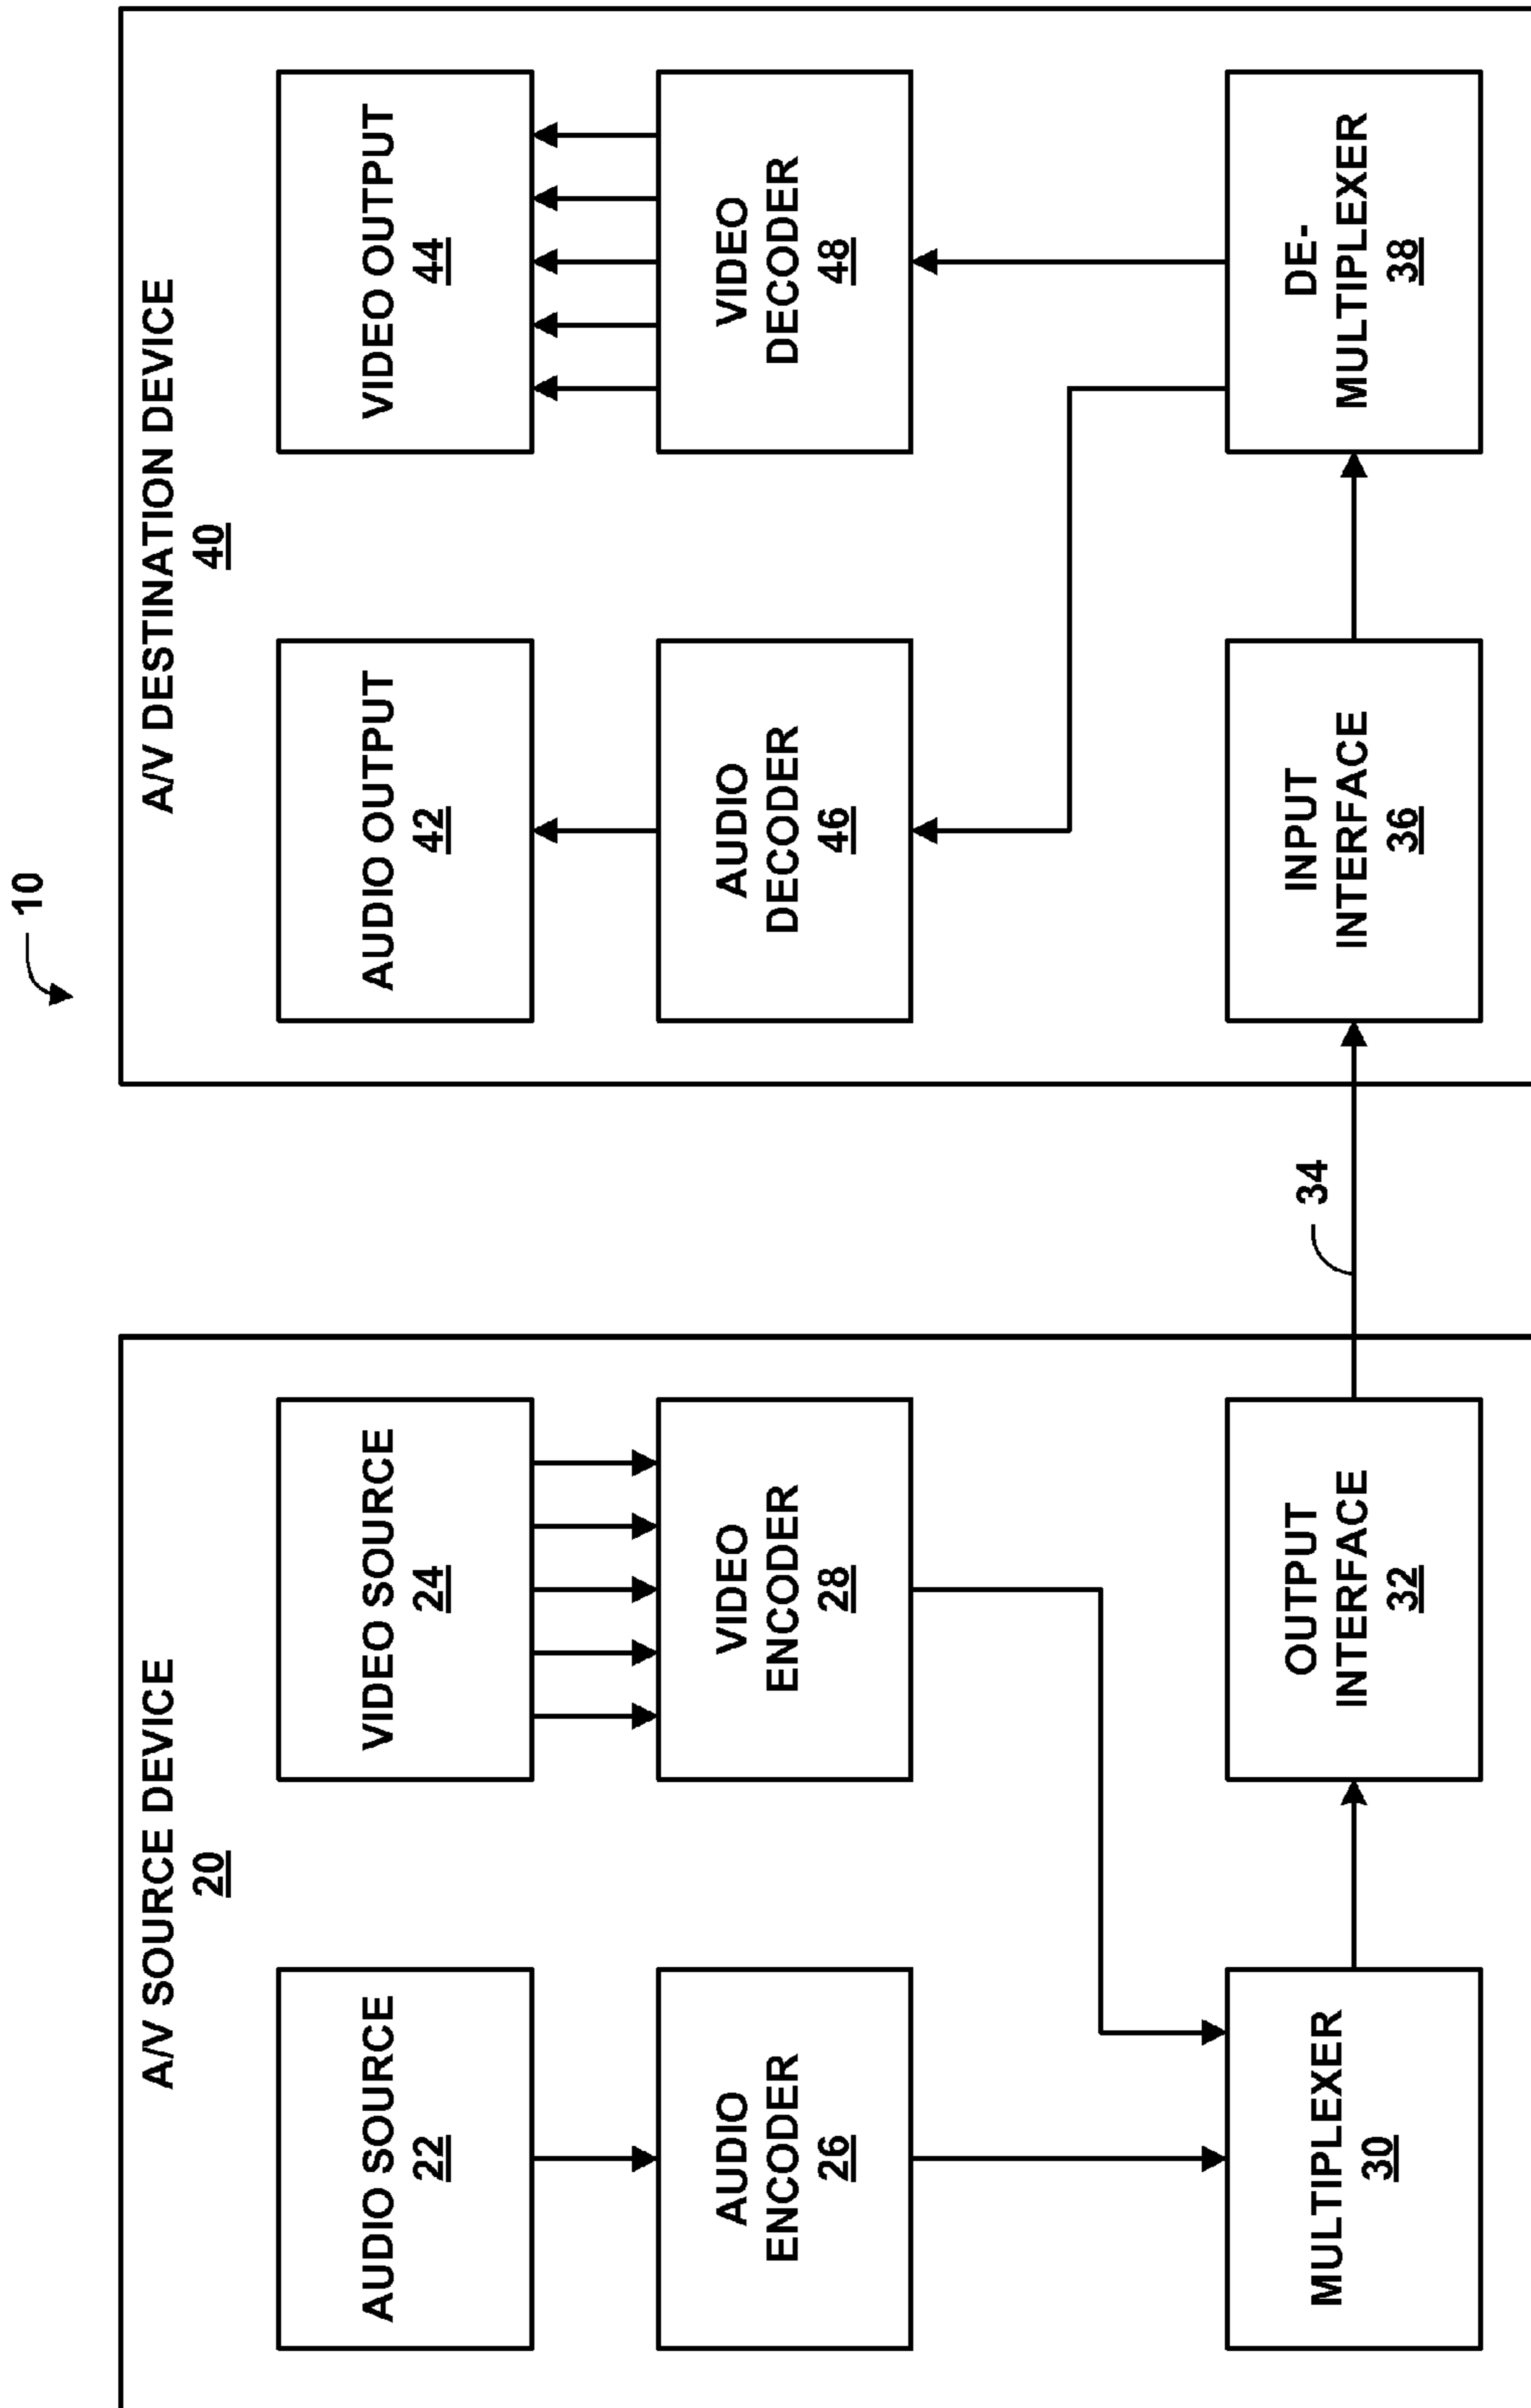 10
A/V SOURCE DEVICE
20
AUDIO SOURCE
22
VIDEO SOURCE
24
AUDIO
ENCODER
26
VIDEO
ENCODER
28
MULTIPLEXER
30
OUTPUT
INTERFACE
32
34
A/V DESTINATION DEVICE
40
AUDIO OUTPUT
42
VIDEO OUTPUT
44
AUDIO
DECODER
46
VIDEO
DECODER
48
INPUT
INTERFACE
36
DE-
MULTIPLEXER
38